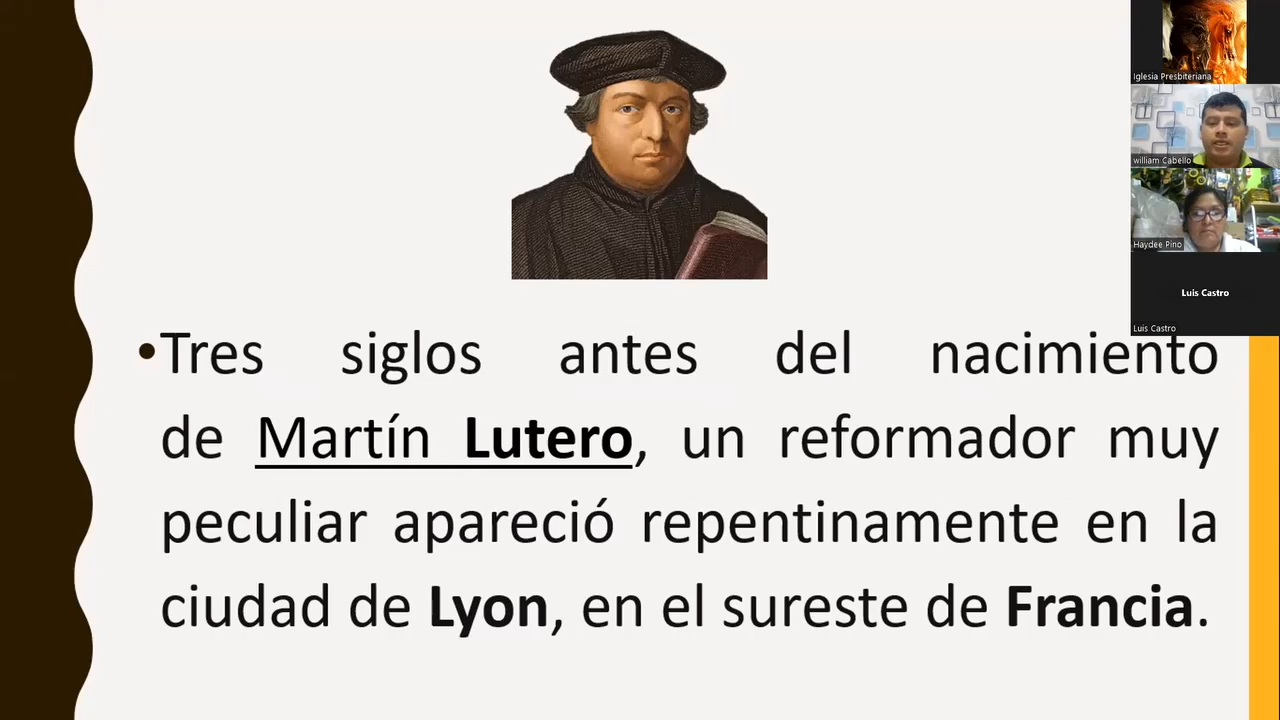 Iglesia Presbiteriana
william Cabello
Haydee Pino
Luis Castro
Luis Castro
•Tres siglos antes del nacimiento
de Martín Lutero, un reformador muy
peculiar apareció repentinamente en la
ciudad de Lyon, en el sureste de Francia.